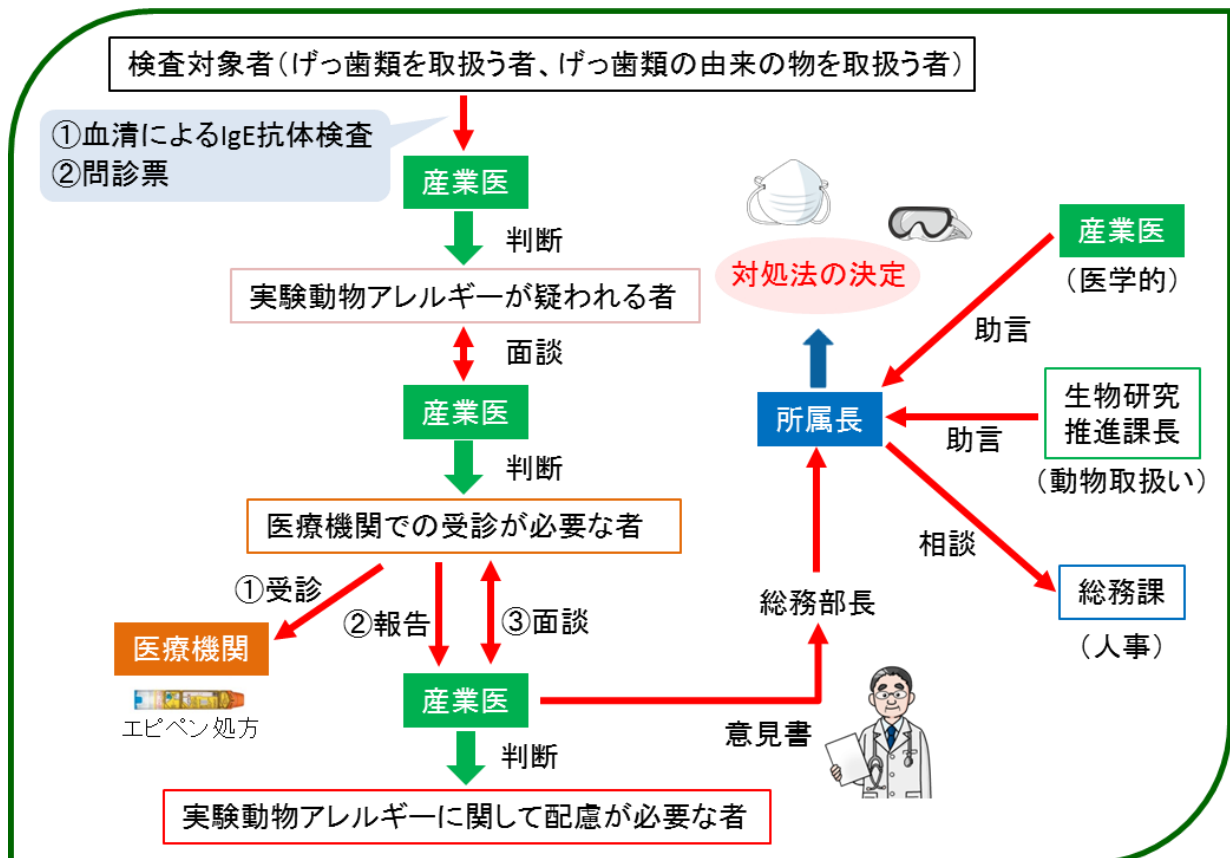 検査対象者(げっ歯類を取扱う者、げっ歯類の由来の物を取扱う者)
①血清によるIgE抗体検査
②問診票
産業医
判断
実験動物アレルギーが疑われる者
面談
産業医
判断
医療機関での受診が必要な者
①受診
②報告
③面談
医療機関
エピペン処方
産業医
判断
実験動物アレルギーに関して配慮が必要な者
意見書
総務部長
所属長
対処法の決定
産業医
(医学的)
助言
生物研究
推進課長
(動物取扱い)
助言
相談
総務課
(人事)